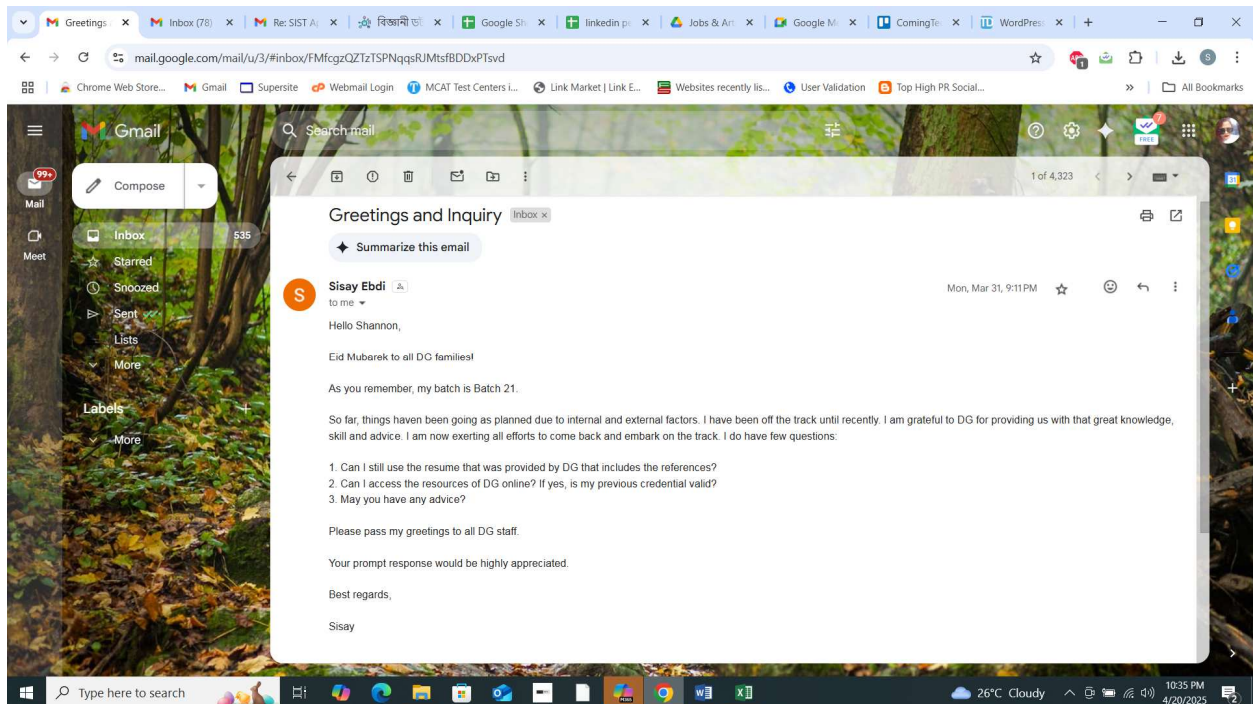 Greetings
Inbox (78)
Re: SIST A
বিজ্ঞানী
Google Sh
linkedin p
Jobs & Art
Google M
ComingTe
WordPres
mail.google.com/mail/u/3/#inbox/FMfcgzQZTzTSPNqqsRJMtsfBDDxPTsvd
Chrome Web Store...
Gmail
Supersite
Webmail Login
MCAT Test Centers i...
Link Market | Link E...
Websites recently lis...
User Validation
Top High PR Social...
All Bookmarks
Gmail
Search mail
FREE
7
99+
Mail
Meet
Compose
1 of 4,323
Greetings and Inquiry Inbox ×
Summarize this email
Inbox 535
Starred
Snoozed
Sent
Lists
More
Labels
More
S
Sisay Ebdi
Mon, Mar 31, 9:11 PM
to me
Hello Shannon,
Eid Mubarek to all DG families!
As you remember, my batch is Batch 21.
So far, things haven been going as planned due to internal and external factors. I have been off the track until recently. I am grateful to DG for providing us with that great knowledge,
skill and advice. I am now exerting all efforts to come back and embark on the track. I do have few questions:
1. Can I still use the resume that was provided by DG that includes the references?
2. Can I access the resources of DG online? If yes, is my previous credential valid?
3. May you have any advice?
Please pass my greetings to all DG staff.
Your prompt response would be highly appreciated.
Best regards,
Sisay
Type here to search
26°C Cloudy
10:35 PM
4/20/2025